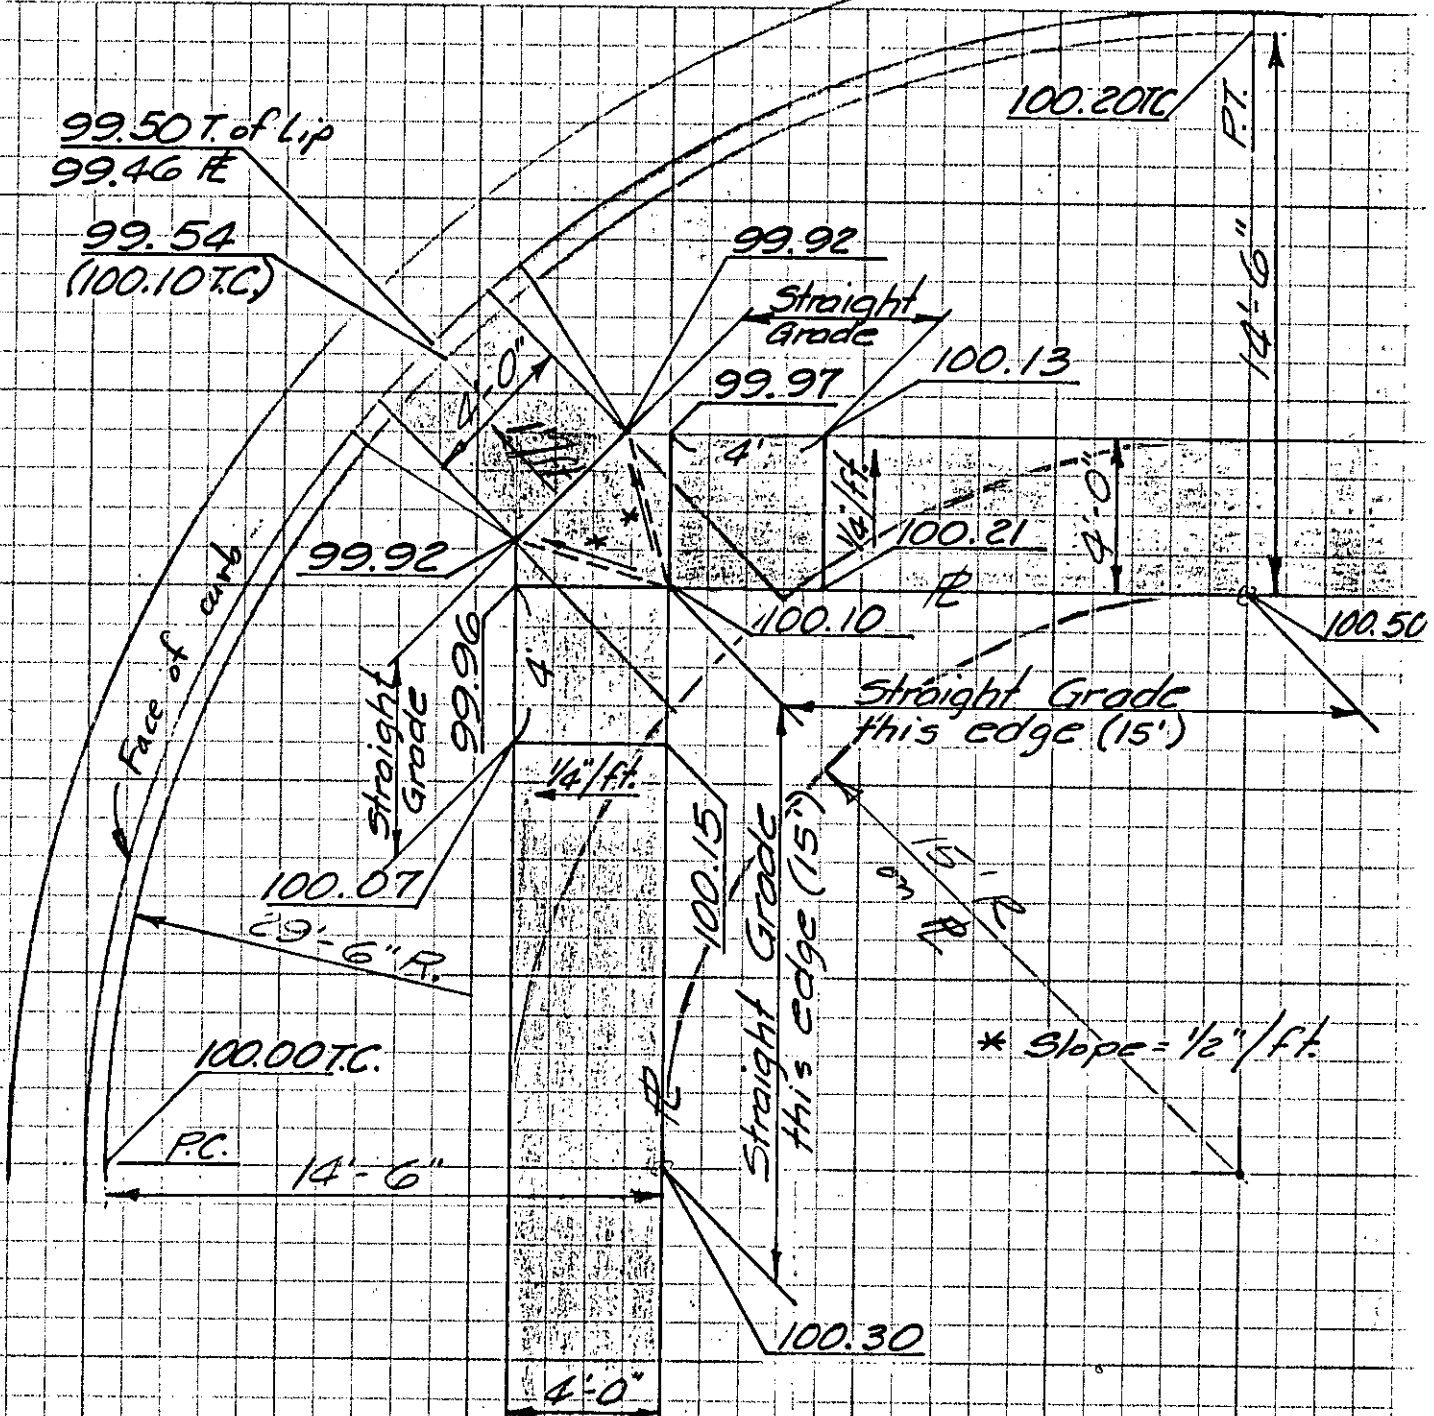 99.50 T. of Lip
99.46 ℄
99.54
(100.10 T.C.)
100.20TC
P.T.
14'-6"
99.92
Straight
Grade
99.97
100.13
4'
4'-0"
1/4"/ft.
4'-0"
100.21
100.10
100.50
*
*
99.92
99.96
4'
Straight
Grade
Face of curb
Straight Grade
this edge (15')
1/4"/ft.
100.07
100.15
Straight Grade
this edge (15')
29'-6" R.
15'-R
* Slope = 1/2"/ft.
100.00T.C.
P.C.
14'-6"
100.30
4'-0"